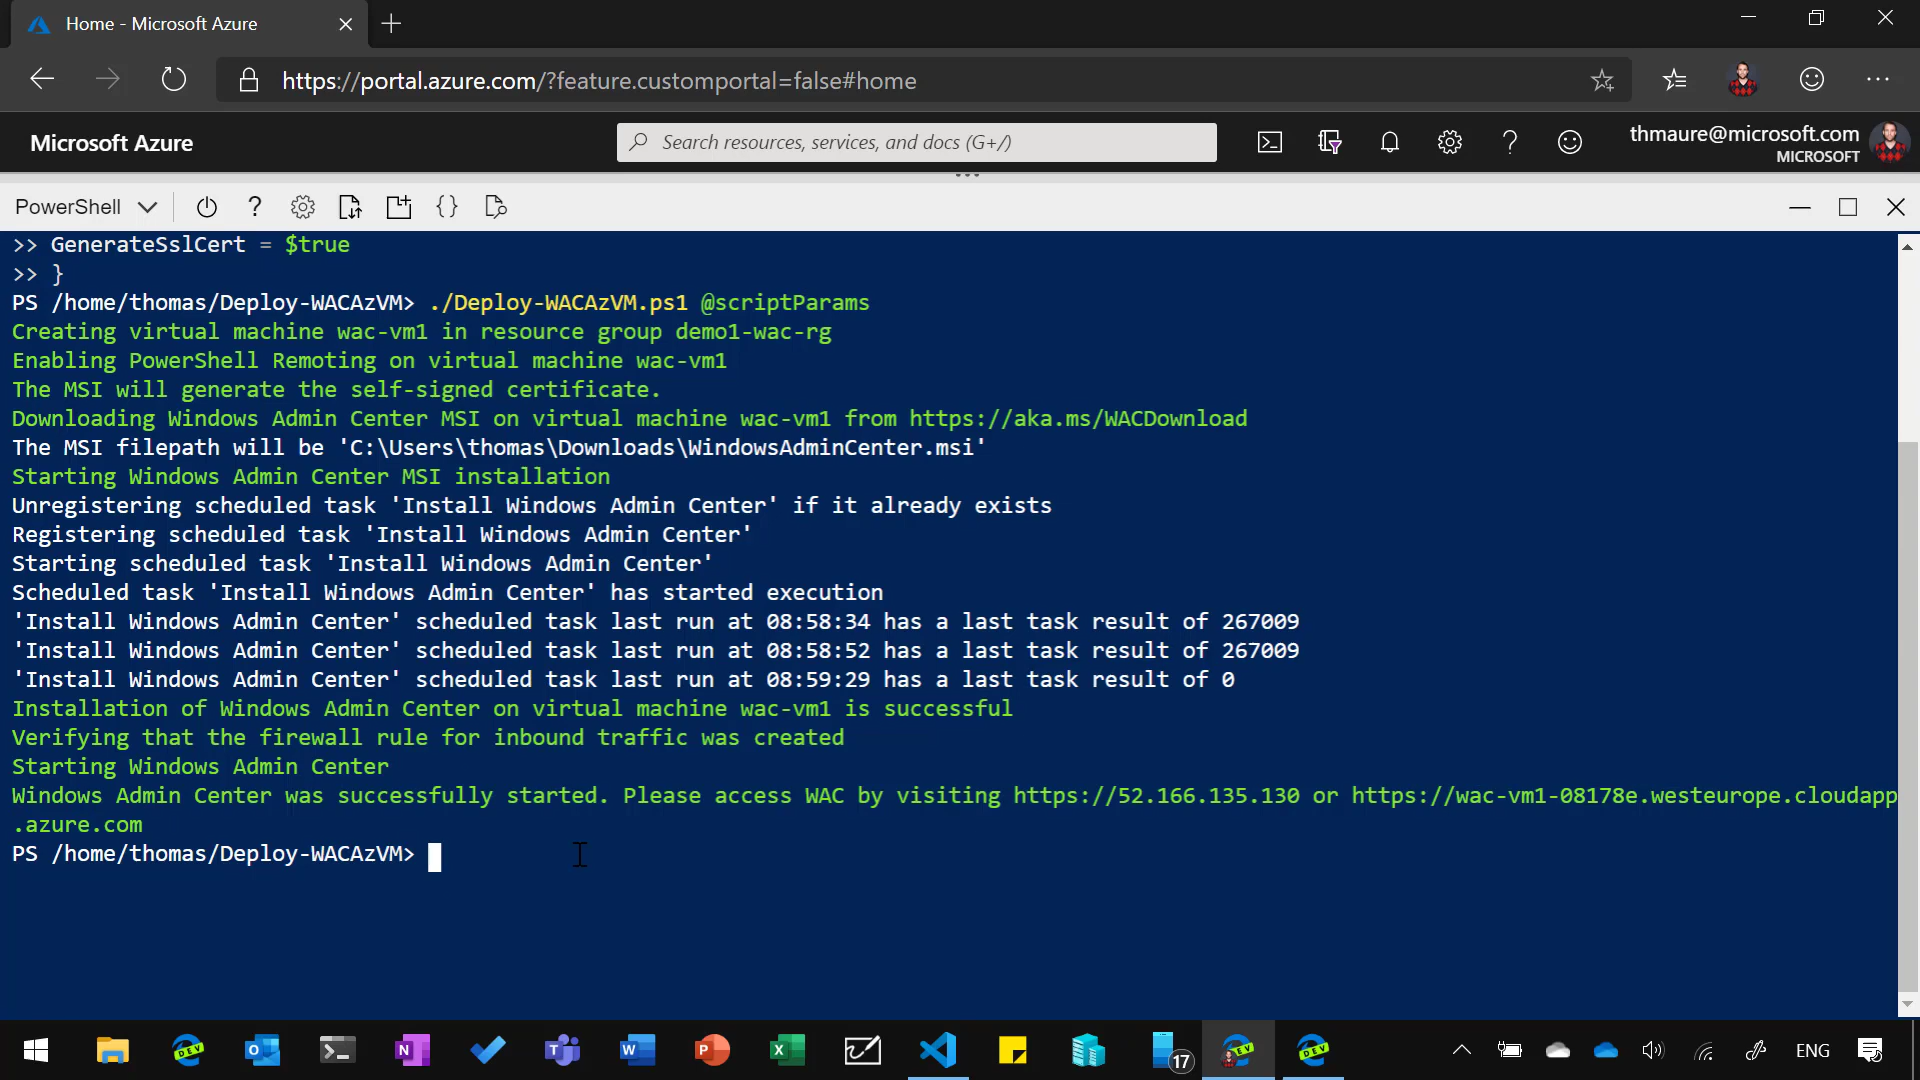 Home - Microsoft Azure
https://portal.azure.com/?feature.customportal=false#home
Microsoft Azure
Search resources, services, and docs (G+/)
thmaure@microsoft.com
MICROSOFT
PowerShell
>> GenerateSslCert = $true
>> }
PS /home/thomas/Deploy-WACAzVM> ./Deploy-WACAzVM.ps1 @scriptParams
Creating virtual machine wac-vm1 in resource group demo1-wac-rg
Enabling PowerShell Remoting on virtual machine wac-vm1
The MSI will generate the self-signed certificate.
Downloading Windows Admin Center MSI on virtual machine wac-vm1 from https://aka.ms/WACDownload
The MSI filepath will be 'C:\Users\thomas\Downloads\WindowsAdminCenter.msi'
Starting Windows Admin Center MSI installation
Unregistering scheduled task 'Install Windows Admin Center' if it already exists
Registering scheduled task 'Install Windows Admin Center'
Starting scheduled task 'Install Windows Admin Center'
Scheduled task 'Install Windows Admin Center' has started execution
'Install Windows Admin Center' scheduled task last run at 08:58:34 has a last task result of 267009
'Install Windows Admin Center' scheduled task last run at 08:58:52 has a last task result of 267009
'Install Windows Admin Center' scheduled task last run at 08:59:29 has a last task result of 0
Installation of Windows Admin Center on virtual machine wac-vm1 is successful
Verifying that the firewall rule for inbound traffic was created
Starting Windows Admin Center
Windows Admin Center was successfully started. Please access WAC by visiting https://52.166.135.130 or https://wac-vm1-08178e.westeurope.cloudapp
.azure.com
PS /home/thomas/Deploy-WACAzVM>
17
ENG